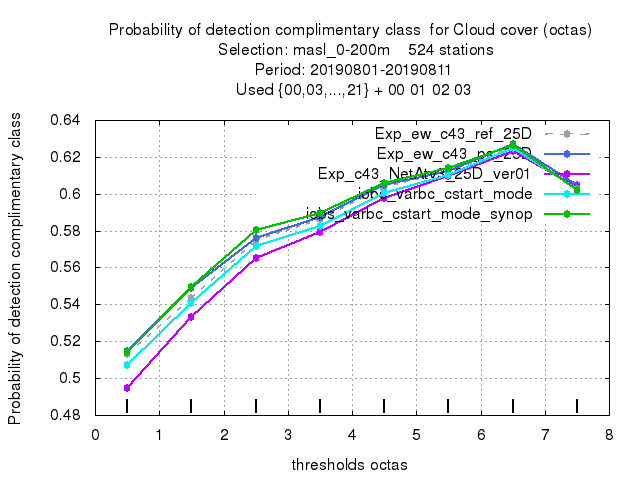 Probability of detection complimentary class  for Cloud cover (octas)
Selection: masl_0-200m    524 stations
Period: 20190801-20190811
Used {00,03,...,21} + 00 01 02 03
Probability of detection complimentary class
0.64
0.62
0.6
0.58
0.56
0.54
0.52
0.5
0.48
Exp_ew_c43_ref_25D
Exp_ew_c43_pc_25D
varbc_cstart_mode
varbc_cstart_mode_synop
0 1 2 3 4 5 6 7 8
thresholds octas